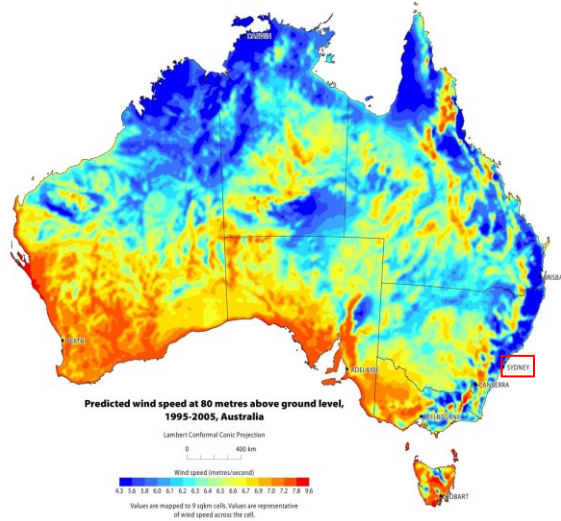 DARWIN
BRISBA
PERTH
SYDNEY
ADELAIDE
CANBERRA
MELBOURNE
Predicted wind speed at 80 metres above ground level,
1995-2005, Australia
Lambert Conformal Conic Projection
0 400 km
Wind speed (metres/second)
4.3 5.6 5.8 6.0 6.1 6.2 6.3 6.4 6.5 6.6 6.7 6.9 7.0 7.2 7.8 9.6
Values are mapped to 9 sqkm cells. Values are representative
of wind speed across the cell.
HOBART